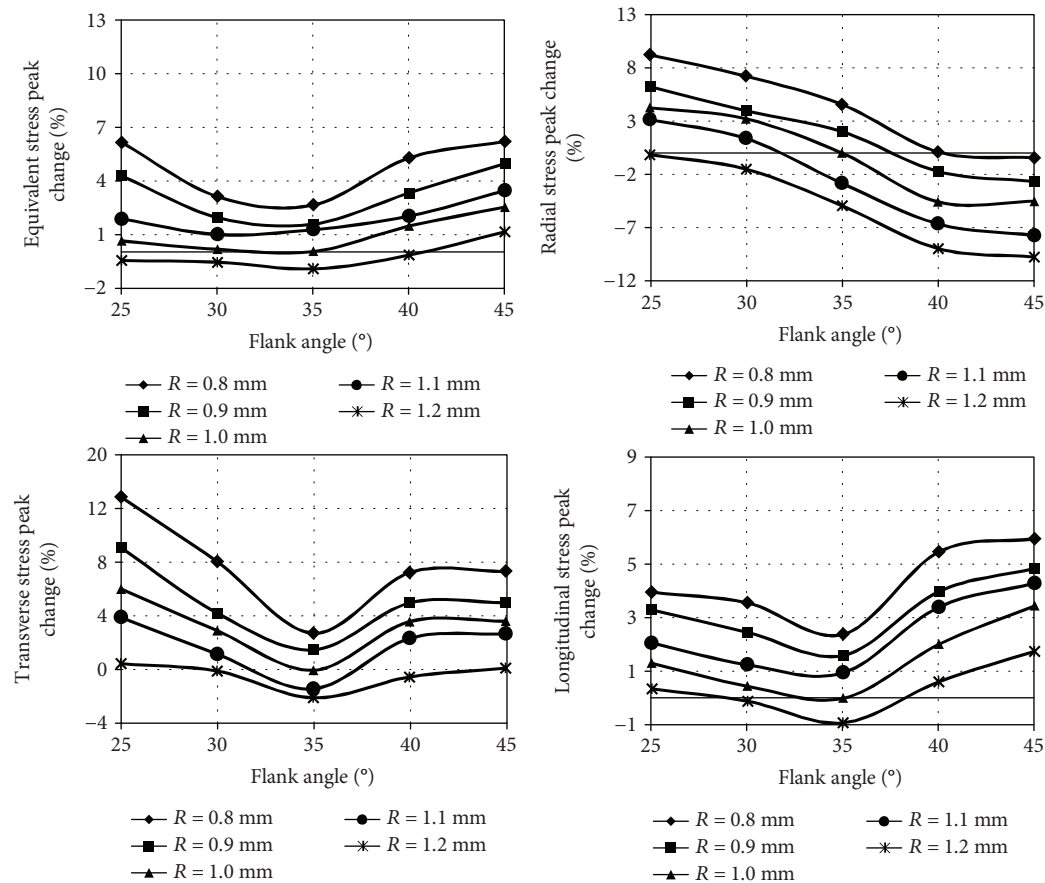 Equivalent stress peak
change (%)
13
10
7
4
1
−2
25 30 35 40 45
Flank angle (°)
R = 0.8 mm
R = 1.1 mm
R = 0.9 mm
R = 1.2 mm
R = 1.0 mm
Radial stress peak change
(%)
13
8
3
−2
−7
−12
25 30 35 40 45
Flank angle (°)
R = 0.8 mm
R = 1.1 mm
R = 0.9 mm
R = 1.2 mm
R = 1.0 mm
Transverse stress peak
change (%)
20
12
8
4
0
−4
25 30 35 40 45
Flank angle (°)
R = 0.8 mm
R = 1.1 mm
R = 0.9 mm
R = 1.2 mm
R = 1.0 mm
Longitudinal stress peak
change (%)
9
7
5
3
1
−1
25 30 35 40 45
Flank angle (°)
R = 0.8 mm
R = 1.1 mm
R = 0.9 mm
R = 1.2 mm
R = 1.0 mm